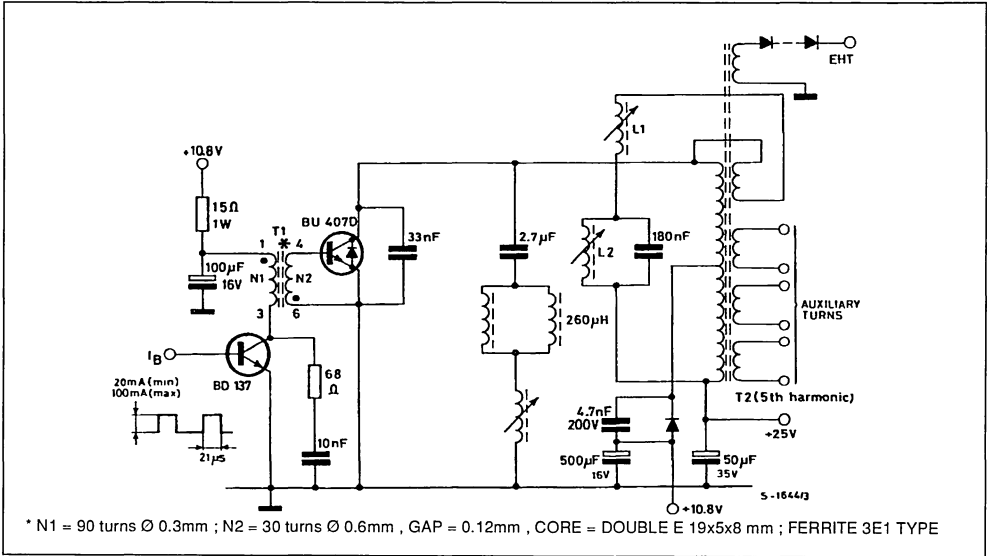 EHT
L1
+10.8V
15Ω
1W
T1
*
BU 407D
1
4
33nF
2.7µF
L2
180nF
100µF
16V
N1
N2
3
6
260µH
AUXILIARY
TURNS
IB
BD 137
68
Ω
20mA(min)
100mA(max)
T2(5th harmonic)
4.7nF
200V
+25V
10nF
21µs
500µF
16V
50µF
35V
S-1644/3
+10.8V
* N1 = 90 turns Ø 0.3mm ; N2 = 30 turns Ø 0.6mm , GAP = 0.12mm , CORE = DOUBLE E 19x5x8 mm ; FERRITE 3E1 TYPE